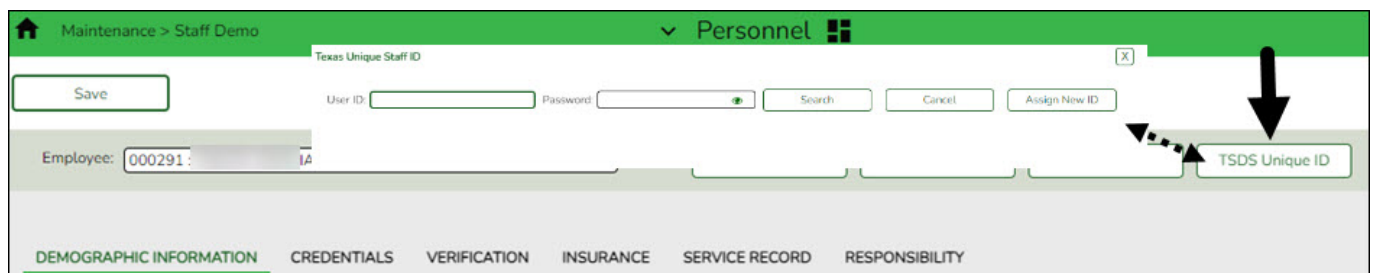 Maintenance > Staff Demo
Personnel
Texas Unique Staff ID X
Save
User ID: Password: Search Cancel Assign New ID
Employee: 000291 :
TSDS Unique ID
DEMOGRAPHIC INFORMATION CREDENTIALS VERIFICATION INSURANCE SERVICE RECORD RESPONSIBILITY